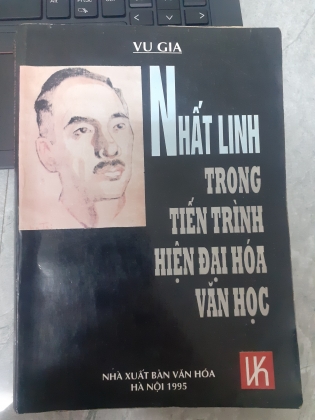 VU GIA
NHẤT LINH
TRONG
TIẾN TRÌNH
HIỆN ĐẠI HÓA
VĂN HỌC
NHÀ XUẤT BẢN VĂN HÓA
HÀ NỘI 1995